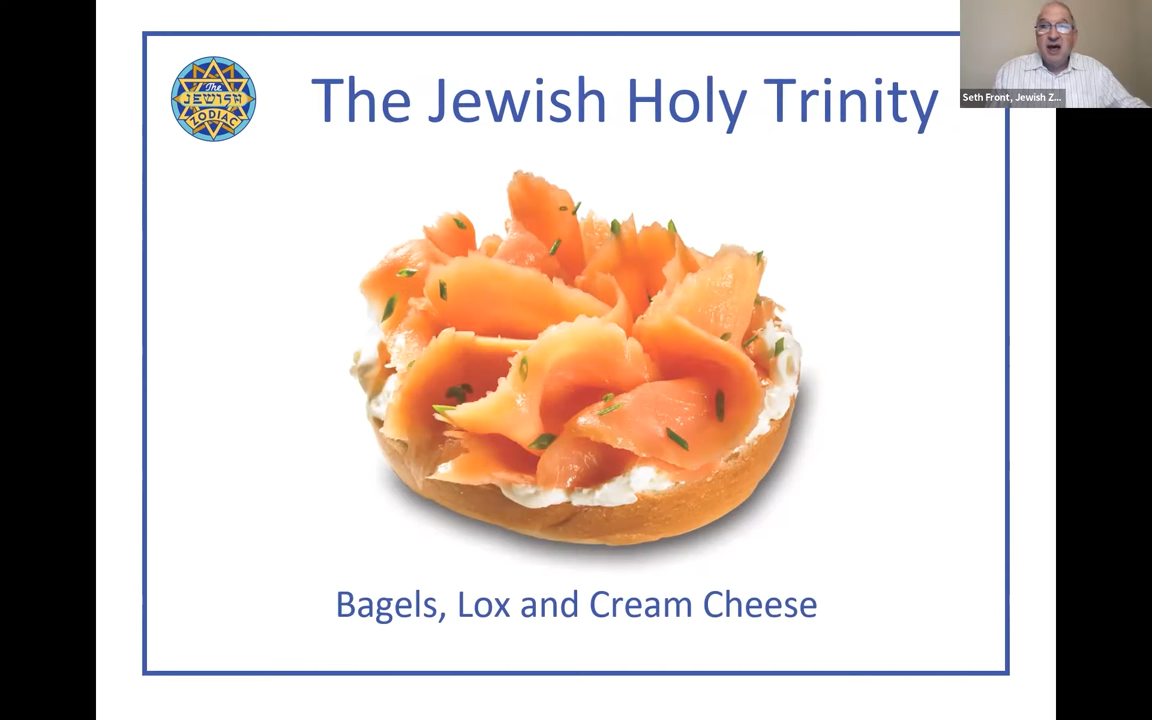 The
JEWISH
ZODIAC
The Jewish Holy Trinity
Seth Front, Jewish Z...
Bagels, Lox and Cream Cheese